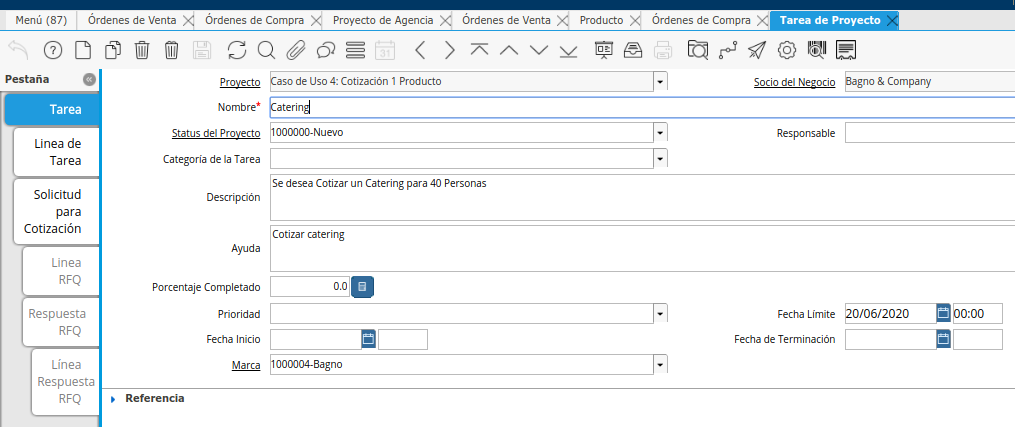 Menú (87) Órdenes de Venta Órdenes de Compra Proyecto de Agencia Órdenes de Venta Producto Órdenes de Compra Tarea de Proyecto
31
Pestaña
Tarea
Linea de
Tarea
Solicitud
para
Cotización
Linea
RFQ
Respuesta
RFQ
Línea
Respuesta
RFQ
Proyecto Caso de Uso 4: Cotización 1 Producto Socio del Negocio Bagno & Company
Nombre* Catering
Status del Proyecto 1000000-Nuevo Responsable
Categoría de la Tarea
Descripción Se desea Cotizar un Catering para 40 Personas
Ayuda Cotizar catering
Porcentaje Completado 0.0
Prioridad Fecha Límite 20/06/2020 00:00
Fecha Inicio Fecha de Terminación
Marca 1000004-Bagno
Referencia